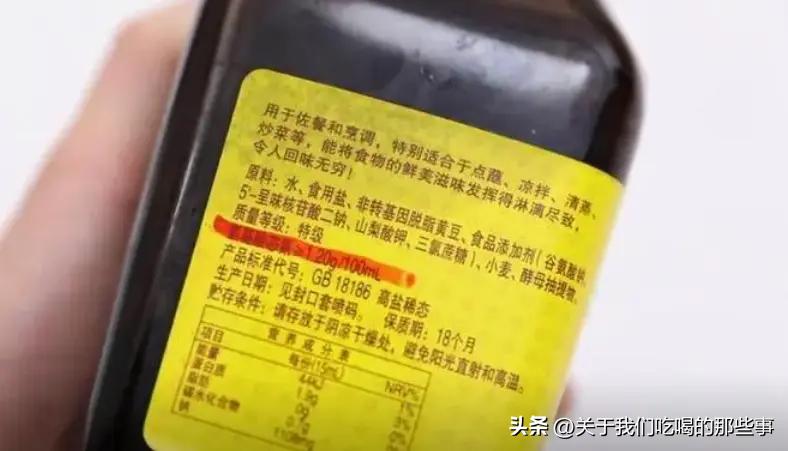 用于佐餐和烹调，特别适合于点蘸、凉拌、清蒸、
炒菜等，能将食物的鲜美滋味发挥得淋漓尽致，
令人回味无穷！
原料：水、食用盐、非转基因脱脂黄豆、食品添加剂（谷氨酸钠、
5'-呈味核苷酸二钠、山梨酸钾、三氯蔗糖）、小麦、酵母抽提物。
质量等级：特级
≥1.20g/100mL
产品标准代号：GB 18186 高盐稀态
生产日期：见封口套喷码。 保质期：18个月
贮存条件：请存放于阴凉干燥处，避免阳光直射和高温。
营养成分表
项目 每份(15mL) NRV%
能量 1%
蛋白质 3%
脂肪 0g
碳水化合物
钠
头条 @关于我们吃喝的那些事